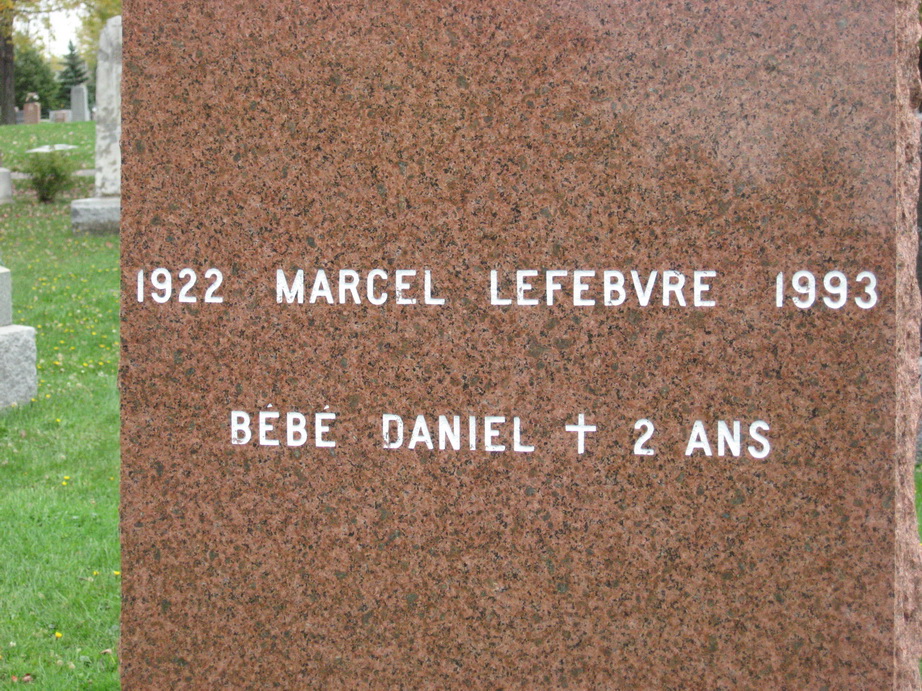 1922 MARCEL LEFEBVRE 1993
BÉBÉ DANIEL ✝ 2 ANS